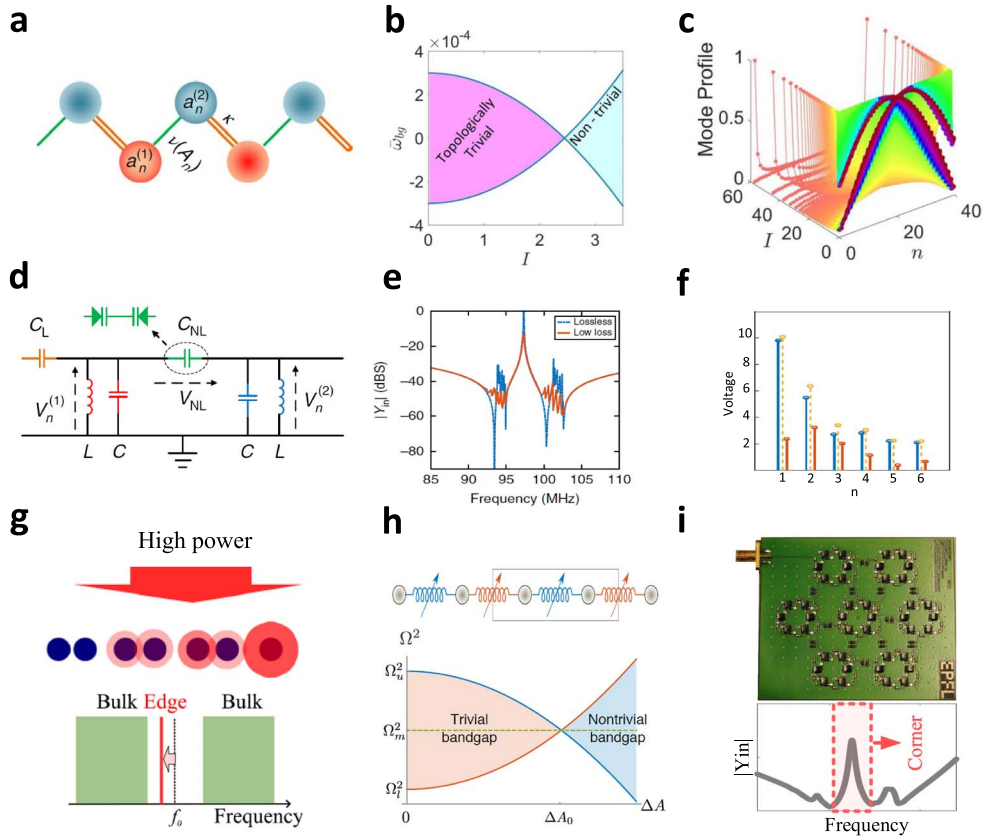 a
a_n^(1)
a_n^(2)
ν(A_n)
κ
b
×10^-4
4
2
0
-2
-4
ω̄_bg
Topologically
Trivial
Non - trivial
0
1
2
3
I
c
Mode Profile
1
0.5
0
60
40
20
0
I
0
20
40
n
d
C_L
C_NL
V_n^(1)
V_NL
V_n^(2)
L
C
C
L
e
|Y_in| (dBS)
0
-20
-40
-60
-80
Lossless
Low loss
85
90
95
100
105
110
Frequency (MHz)
f
Voltage
10
8
6
4
2
1
2
3
4
5
6
n
g
High power
Bulk
Edge
Bulk
f_0
Frequency
h
Ω^2
Ω_u^2
Ω_m^2
Ω_l^2
Trivial
bandgap
Nontrivial
bandgap
ΔA_0
ΔA
i
EPFL
|Yin|
Corner
Frequency